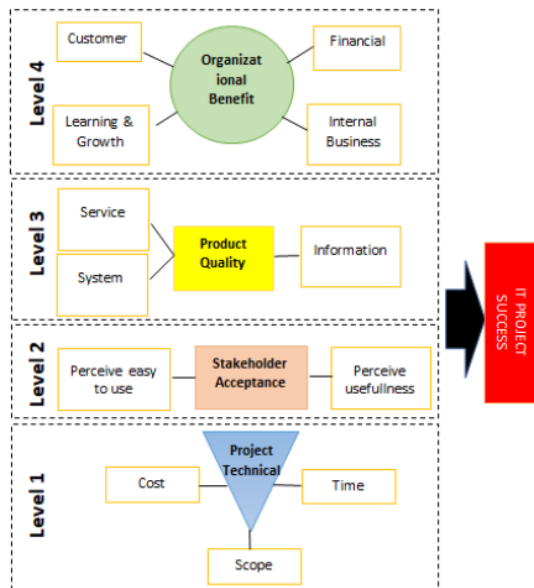 Level 4
Customer
Organizat
ional
Benefit
Financial
Learning &
Growth
Internal
Business
Level 3
Service
System
Product
Quality
Information
IT PROJECT
SUCCESS
Level 2
Perceive easy
to use
Stakeholder
Acceptance
Perceive
usefullness
Level 1
Project
Technical
Cost
Time
Scope